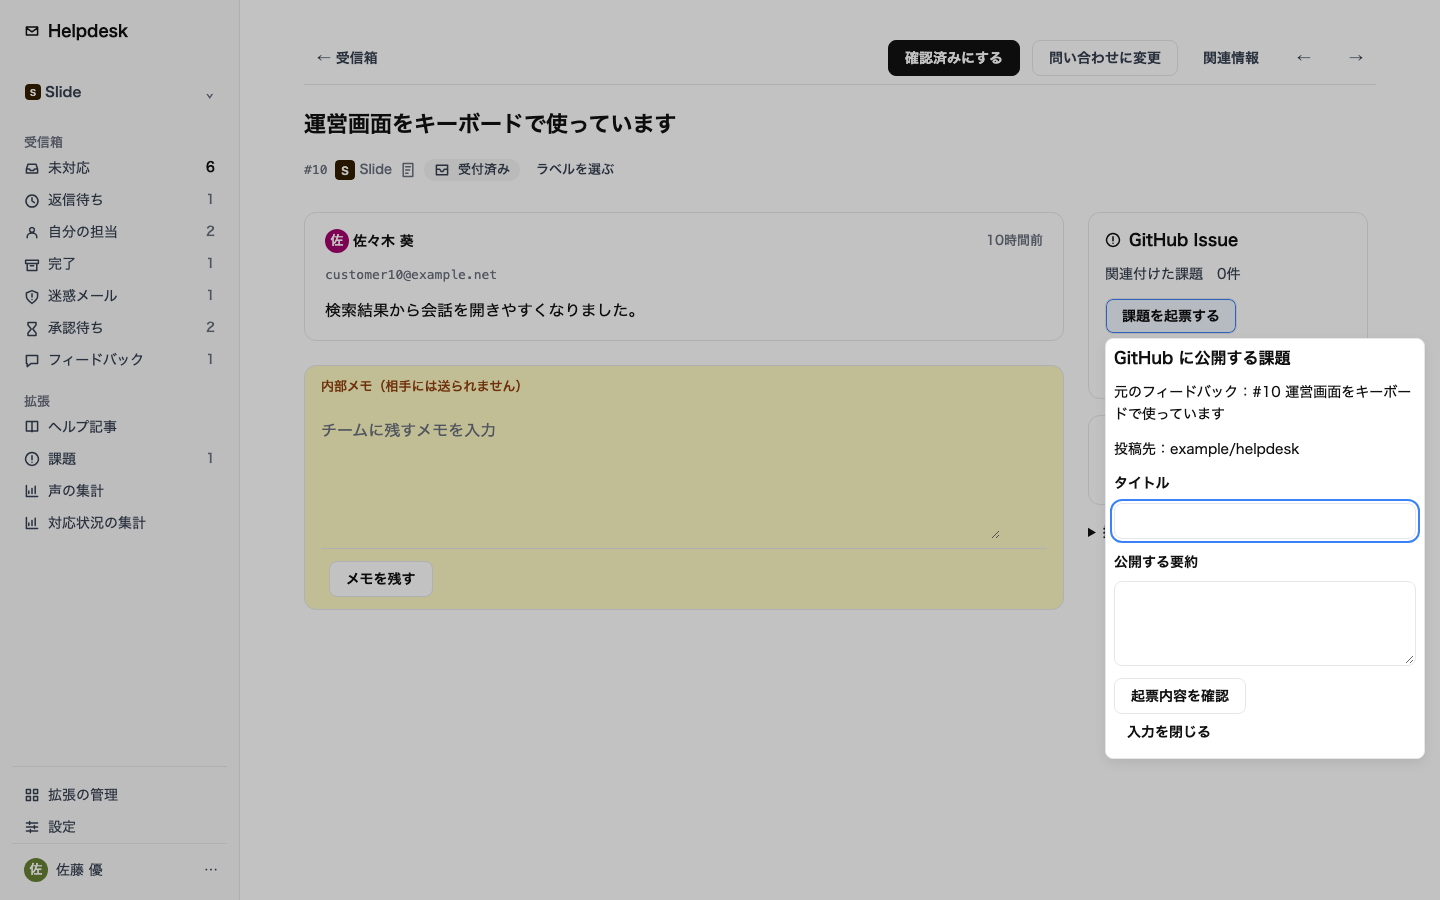 Helpdesk
S Slide
受信箱
未対応 6
返信待ち 1
自分の担当 2
完了 1
迷惑メール 1
承認待ち 2
フィードバック 1
拡張
ヘルプ記事
課題 1
声の集計
対応状況の集計
拡張の管理
設定
佐 佐藤 優 …
← 受信箱
確認済みにする
問い合わせに変更
関連情報
← →
運営画面をキーボードで使っています
#10 S Slide 受付済み ラベルを選ぶ
佐 佐々木 葵 10時間前
customer10@example.net
検索結果から会話を開きやすくなりました。
内部メモ（相手には送られません）
チームに残すメモを入力
メモを残す
GitHub Issue
関連付けた課題 0件
課題を起票する
GitHub に公開する課題
元のフィードバック：#10 運営画面をキーボー
ドで使っています
投稿先：example/helpdesk
タイトル
公開する要約
起票内容を確認
入力を閉じる